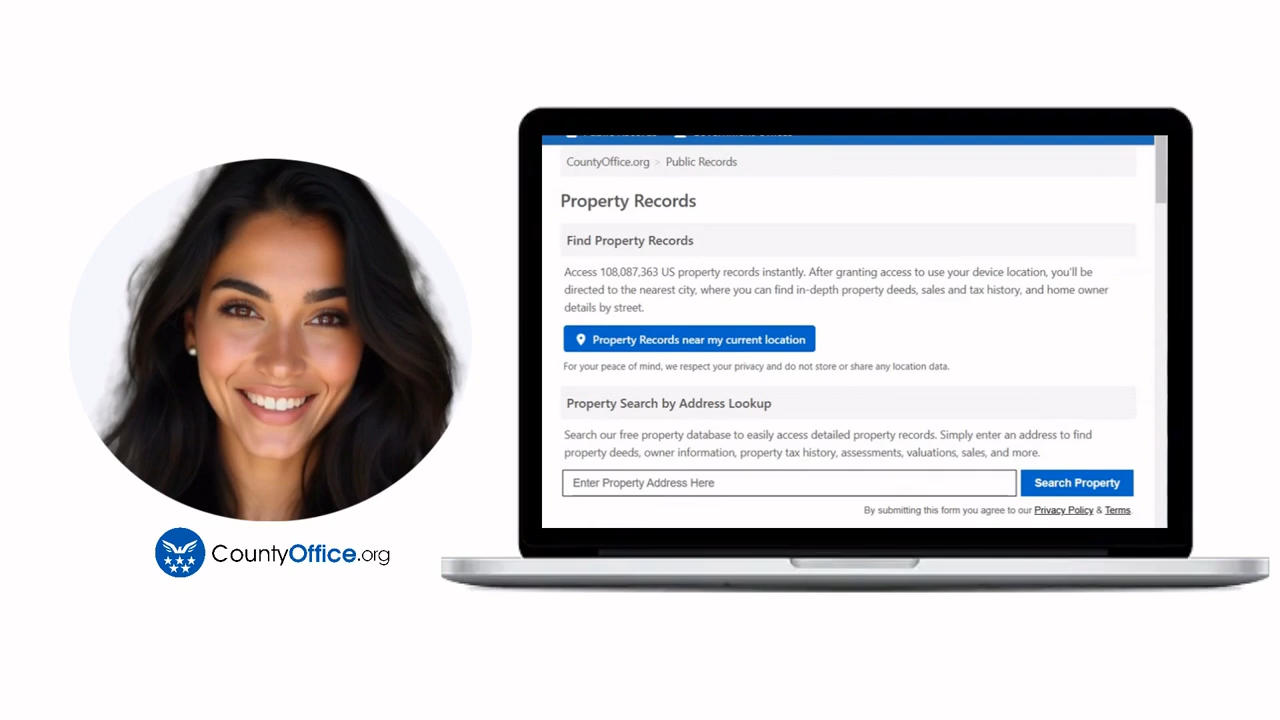 CountyOffice.org
CountyOffice.org > Public Records
Property Records
Find Property Records
Access 108,087,363 US property records instantly. After granting access to use your device location, you'll be
directed to the nearest city, where you can find in-depth property deeds, sales and tax history, and home owner
details by street.
Property Records near my current location
For your peace of mind, we respect your privacy and do not store or share any location data.
Property Search by Address Lookup
Search our free property database to easily access detailed property records. Simply enter an address to find
property deeds, owner information, property tax history, assessments, valuations, sales, and more.
Enter Property Address Here
Search Property
By submitting this form you agree to our Privacy Policy & Terms.